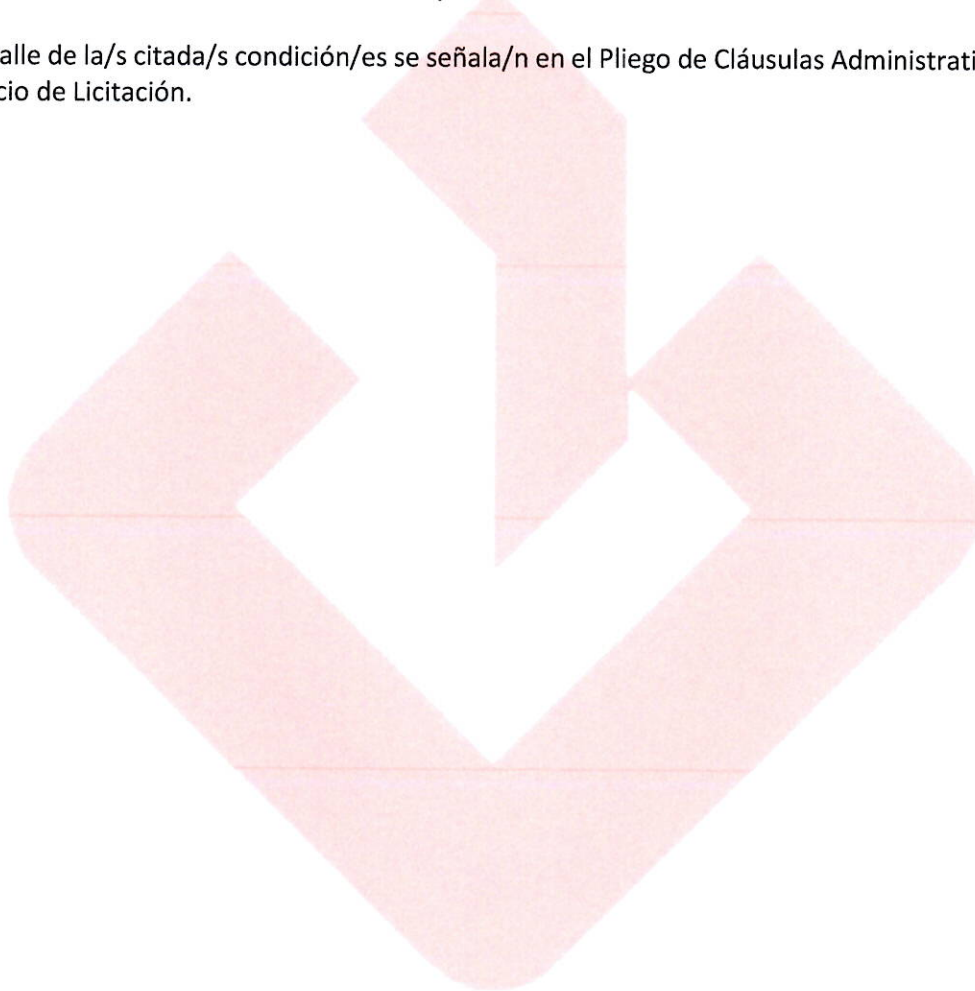 alle de la/s citada/s condición/es se señala/n en el Pliego de Cláusulas Administrati
cio de Licitación.